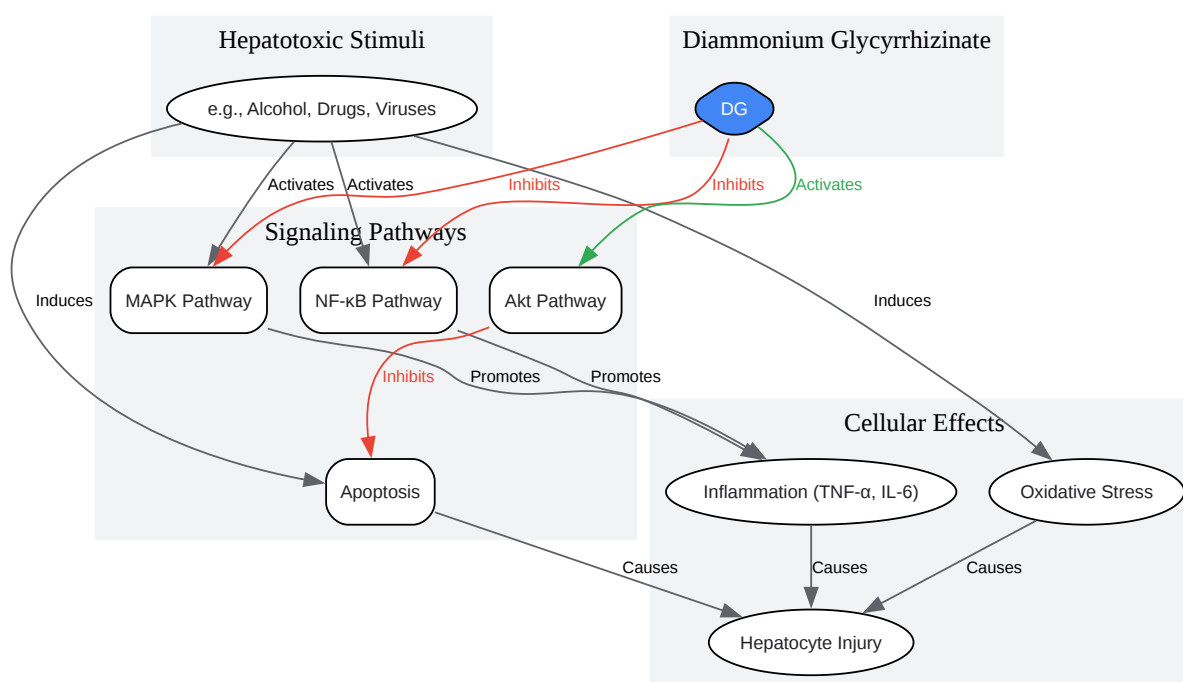 Hepatotoxic Stimuli
Diammonium Glycyrrhizinate
e.g., Alcohol, Drugs, Viruses
DG
Activates
Activates
Inhibits
Inhibits
Activates
Signaling Pathways
MAPK Pathway
NF-κB Pathway
Akt Pathway
Induces
Induces
Inhibits
Promotes
Promotes
Cellular Effects
Apoptosis
Inflammation (TNF-α, IL-6)
Oxidative Stress
Causes
Causes
Causes
Hepatocyte Injury